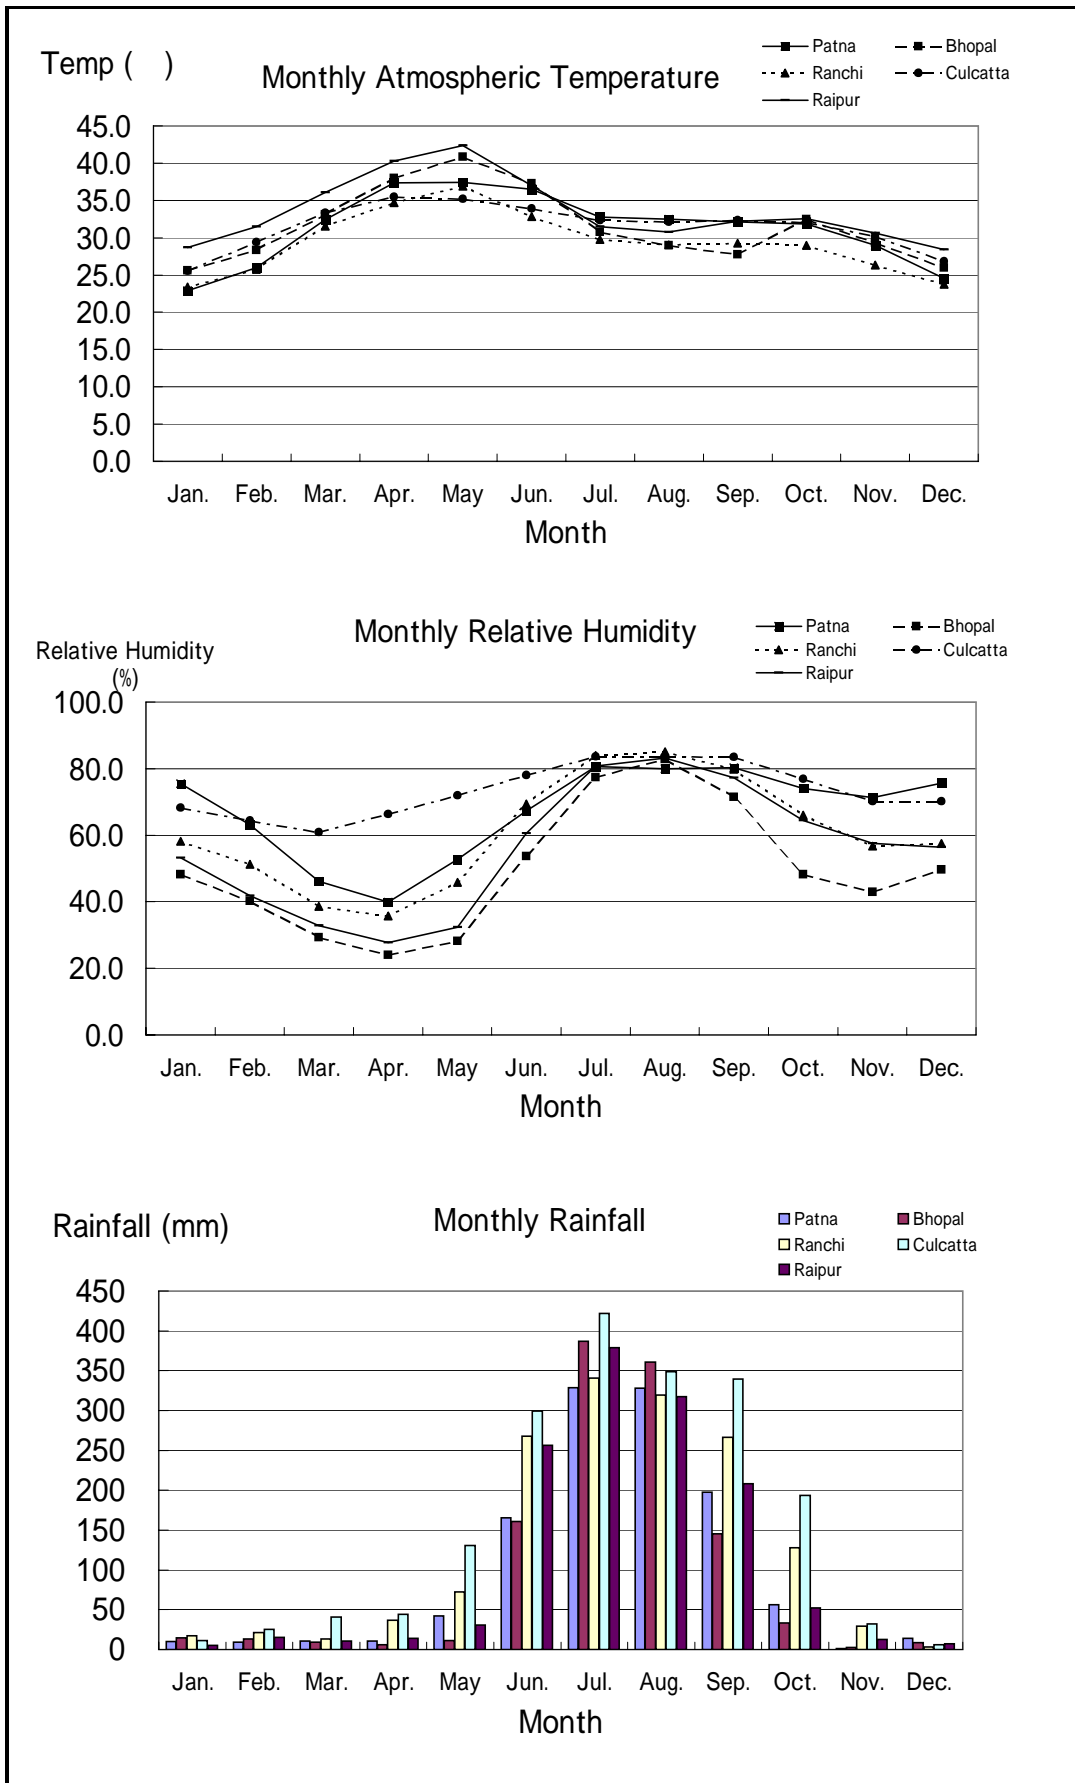 Temp (   )
Monthly Atmospheric Temperature
Patna
Bhopal
Ranchi
Culcatta
Raipur
45.0
40.0
35.0
30.0
25.0
20.0
15.0
10.0
5.0
0.0
Jan. Feb. Mar. Apr. May Jun. Jul. Aug. Sep. Oct. Nov. Dec.
Month
Monthly Relative Humidity
Relative Humidity
(%)
Patna
Bhopal
Ranchi
Culcatta
Raipur
100.0
80.0
60.0
40.0
20.0
0.0
Jan. Feb. Mar. Apr. May Jun. Jul. Aug. Sep. Oct. Nov. Dec.
Month
Rainfall (mm)
Monthly Rainfall
Patna
Bhopal
Ranchi
Culcatta
Raipur
450
400
350
300
250
200
150
100
50
0
Jan. Feb. Mar. Apr. May Jun. Jul. Aug. Sep. Oct. Nov. Dec.
Month